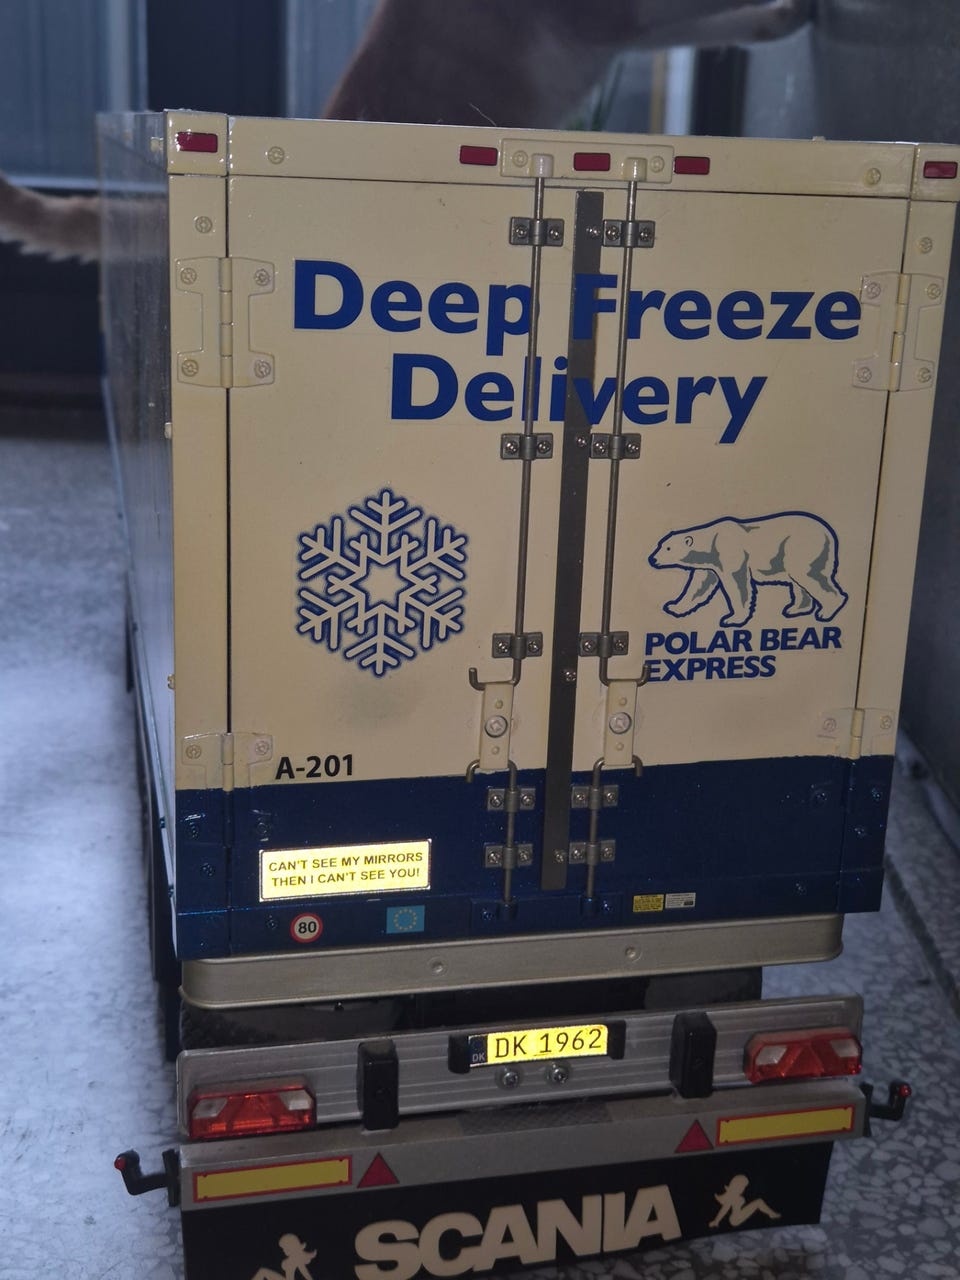 Deep Freeze
Delivery
POLAR BEAR
EXPRESS
A-201
CAN'T SEE MY MIRRORS
THEN I CAN'T SEE YOU!
80
DK DK 1962
SCANIA